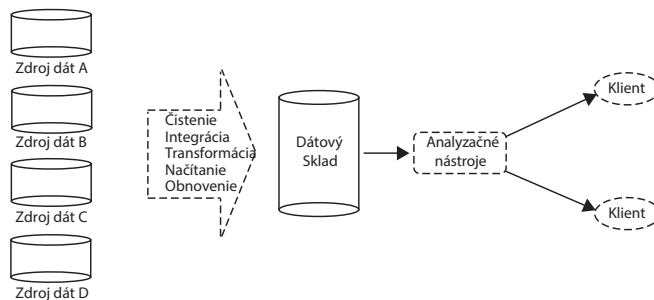 Zdroj dát A
Zdroj dát B
Zdroj dát C
Zdroj dát D
Čistenie
Integrácia
Transformácia
Načítanie
Obnovenie
Dátový
Sklad
Analyzačné
nástroje
Klient
Klient